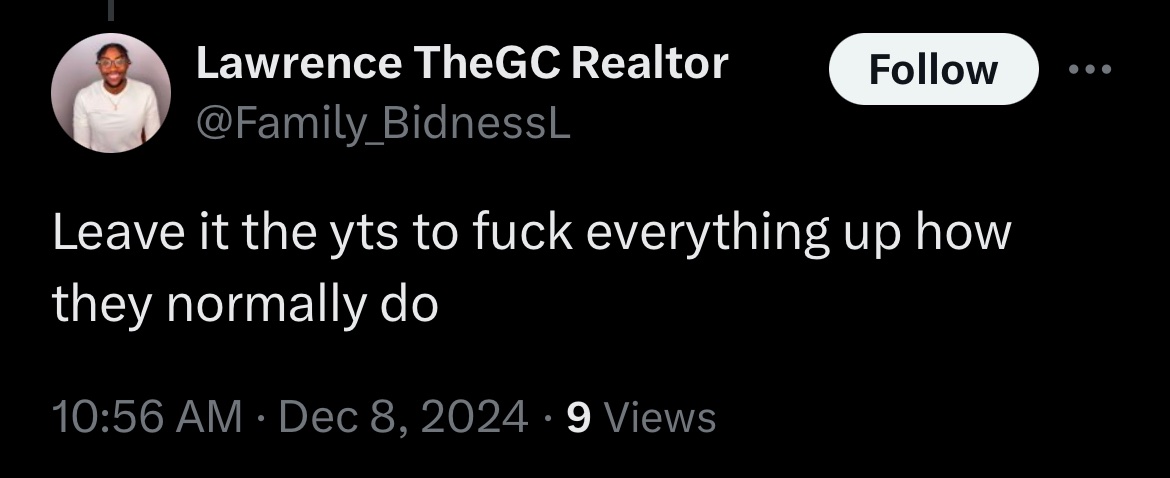 Lawrence TheGC Realtor
Follow
@Family_BidnessL
Leave it the yts to fuck everything up how
they normally do
10:56 AM · Dec 8, 2024 · 9 Views